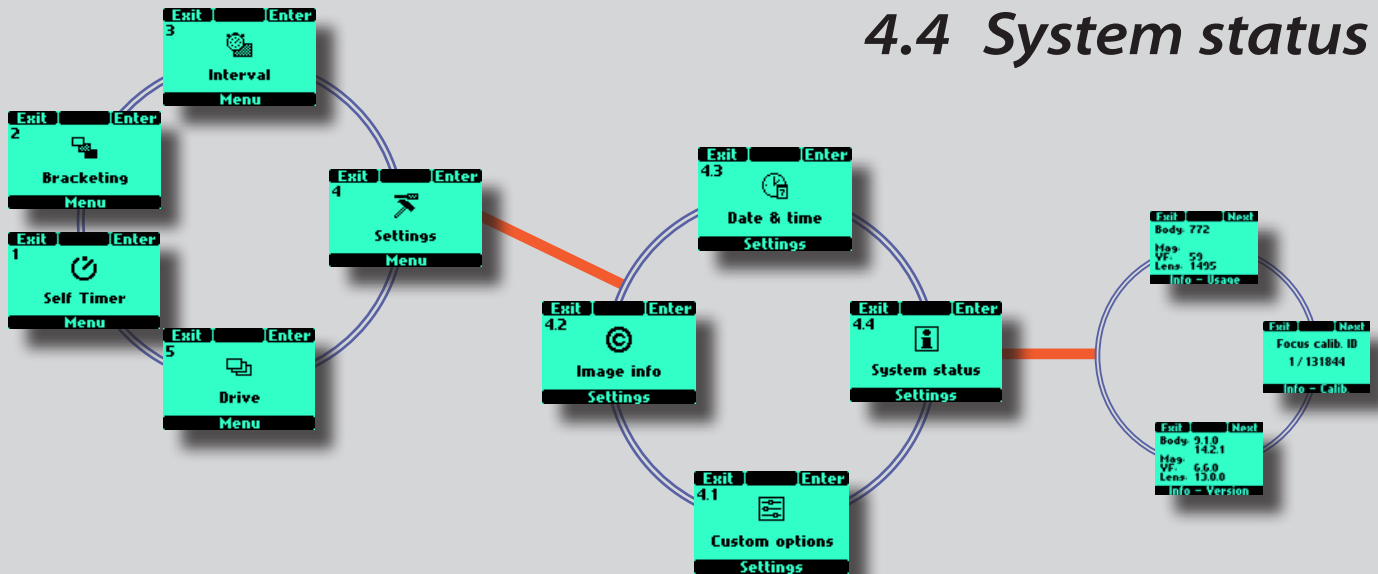 4.4 System status
Exit Enter
3
Interval
Menu
Exit Enter
2
Bracketing
Menu
Exit Enter
1
Self Timer
Menu
Exit Enter
4
Settings
Menu
Exit Enter
5
Drive
Menu
Exit Enter
4.3
7
Date & time
Settings
Exit Enter
4.2
©
Image info
Settings
Exit Enter
4.4
i
System status
Settings
Exit Enter
4.1
Custom options
Settings
Exit Next
Body: 772
Mag:
VF: 59
Lens: 1495
Info - Usage
Exit Next
Focus calib. ID
1 / 131844
Info - Calib.
Exit Next
Body: 9.1.0
14.2.1
Mag:
VF: 6.6.0
Lens: 13.0.0
Info - Version